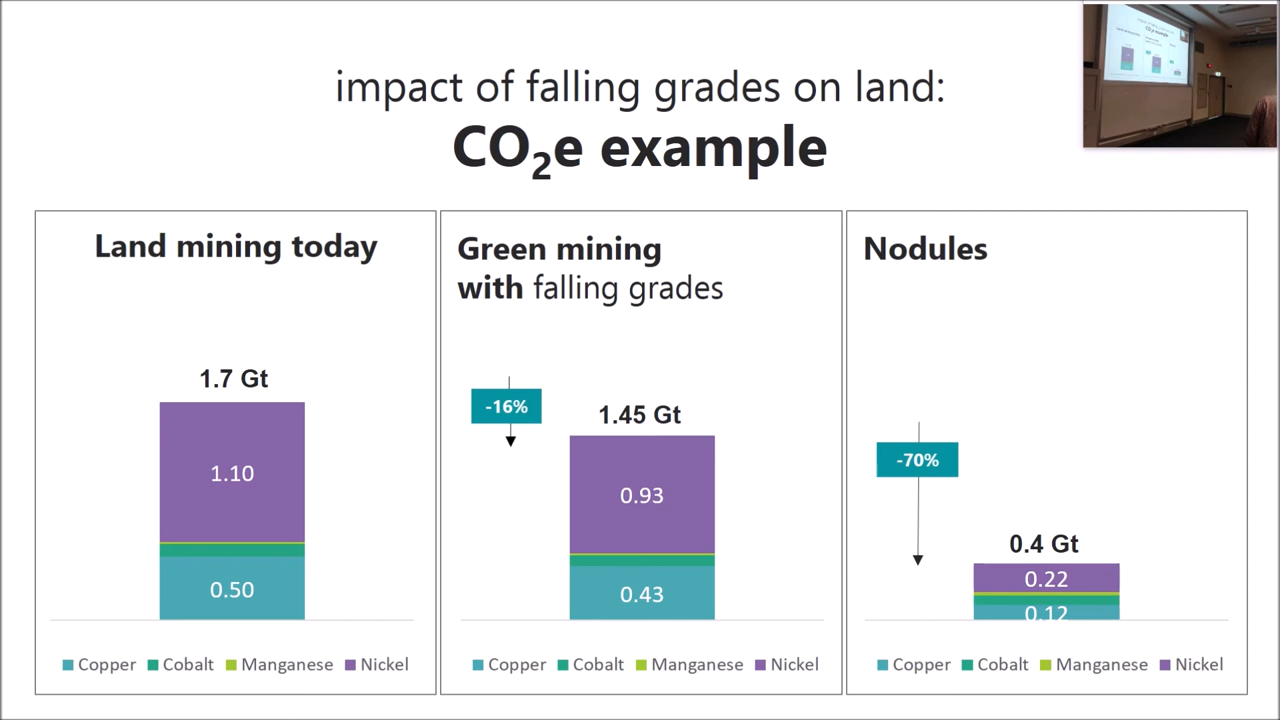 impact of falling grades on land:
CO₂e example
Land mining today
1.7 Gt
1.10
0.50
Copper Cobalt Manganese Nickel
Green mining
with falling grades
-16%
1.45 Gt
0.93
0.43
Copper Cobalt Manganese Nickel
Nodules
-70%
0.4 Gt
0.22
0.12
Copper Cobalt Manganese Nickel